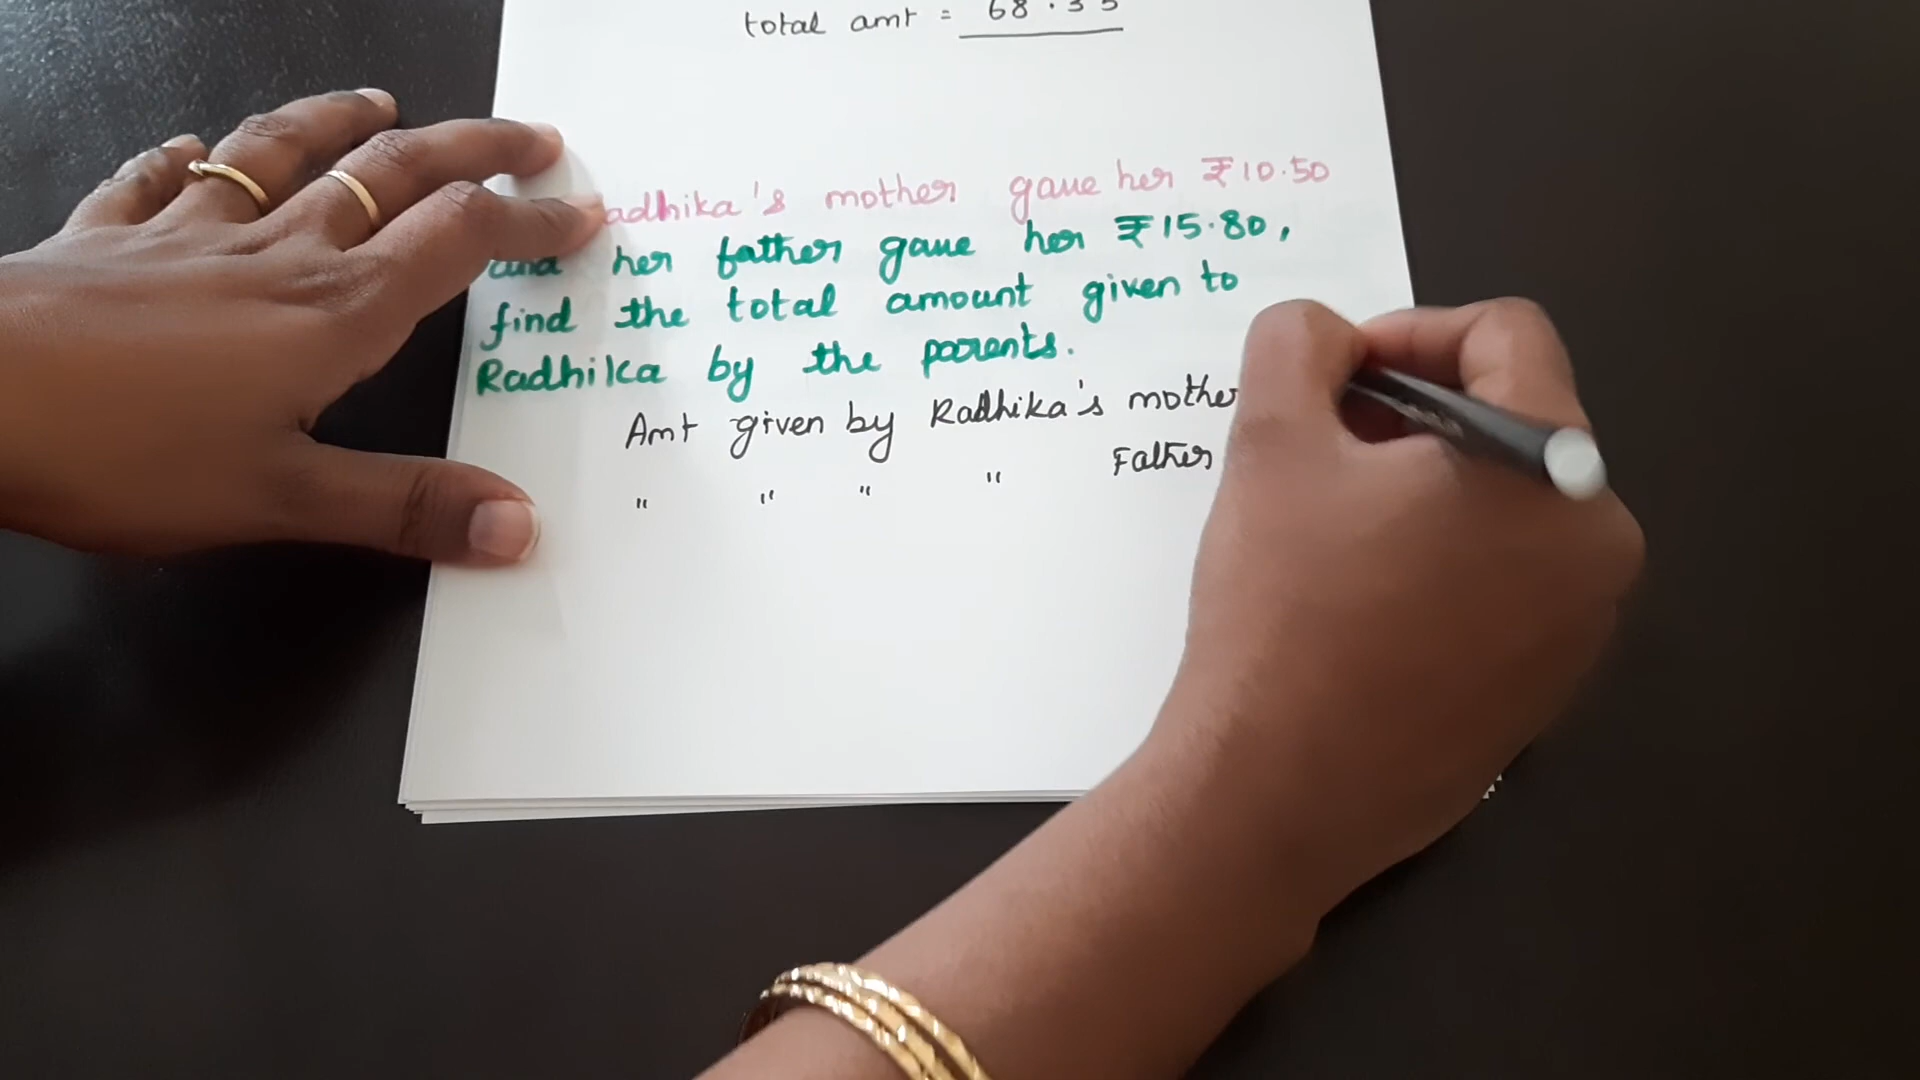 total amt = 68.35
adhika's mother gave her ₹10.50
and her father gave her ₹15.80,
find the total amount given to
Radhika by the parents.
Amt given by Radhika's mother
" " " " Father